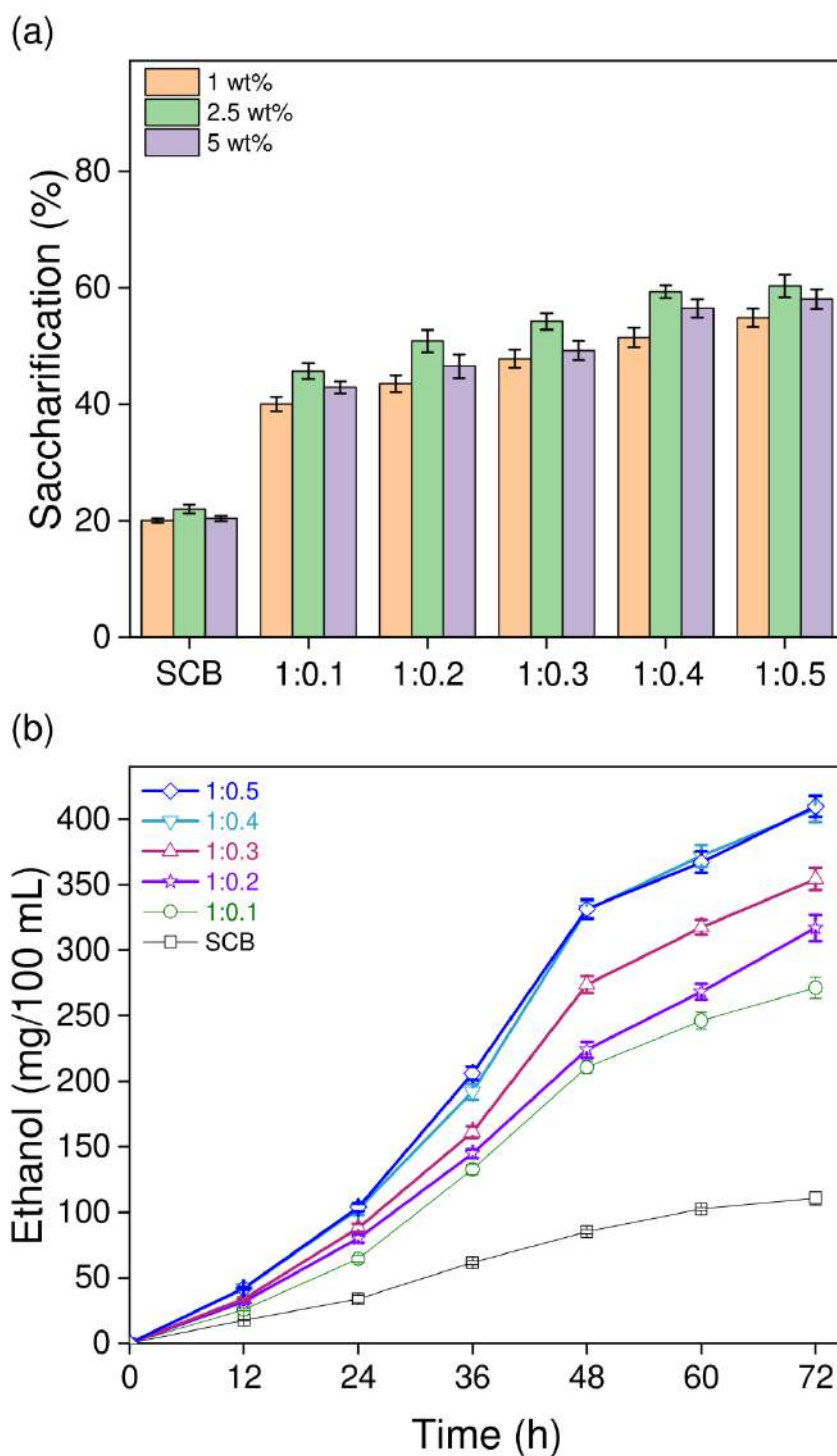 (a)
1 wt%
2.5 wt%
5 wt%
Saccharification (%)
80
60
40
20
0
SCB 1:0.1 1:0.2 1:0.3 1:0.4 1:0.5
(b)
1:0.5
1:0.4
1:0.3
1:0.2
1:0.1
SCB
Ethanol (mg/100 mL)
400
350
300
250
200
150
100
50
0
0 12 24 36 48 60 72
Time (h)